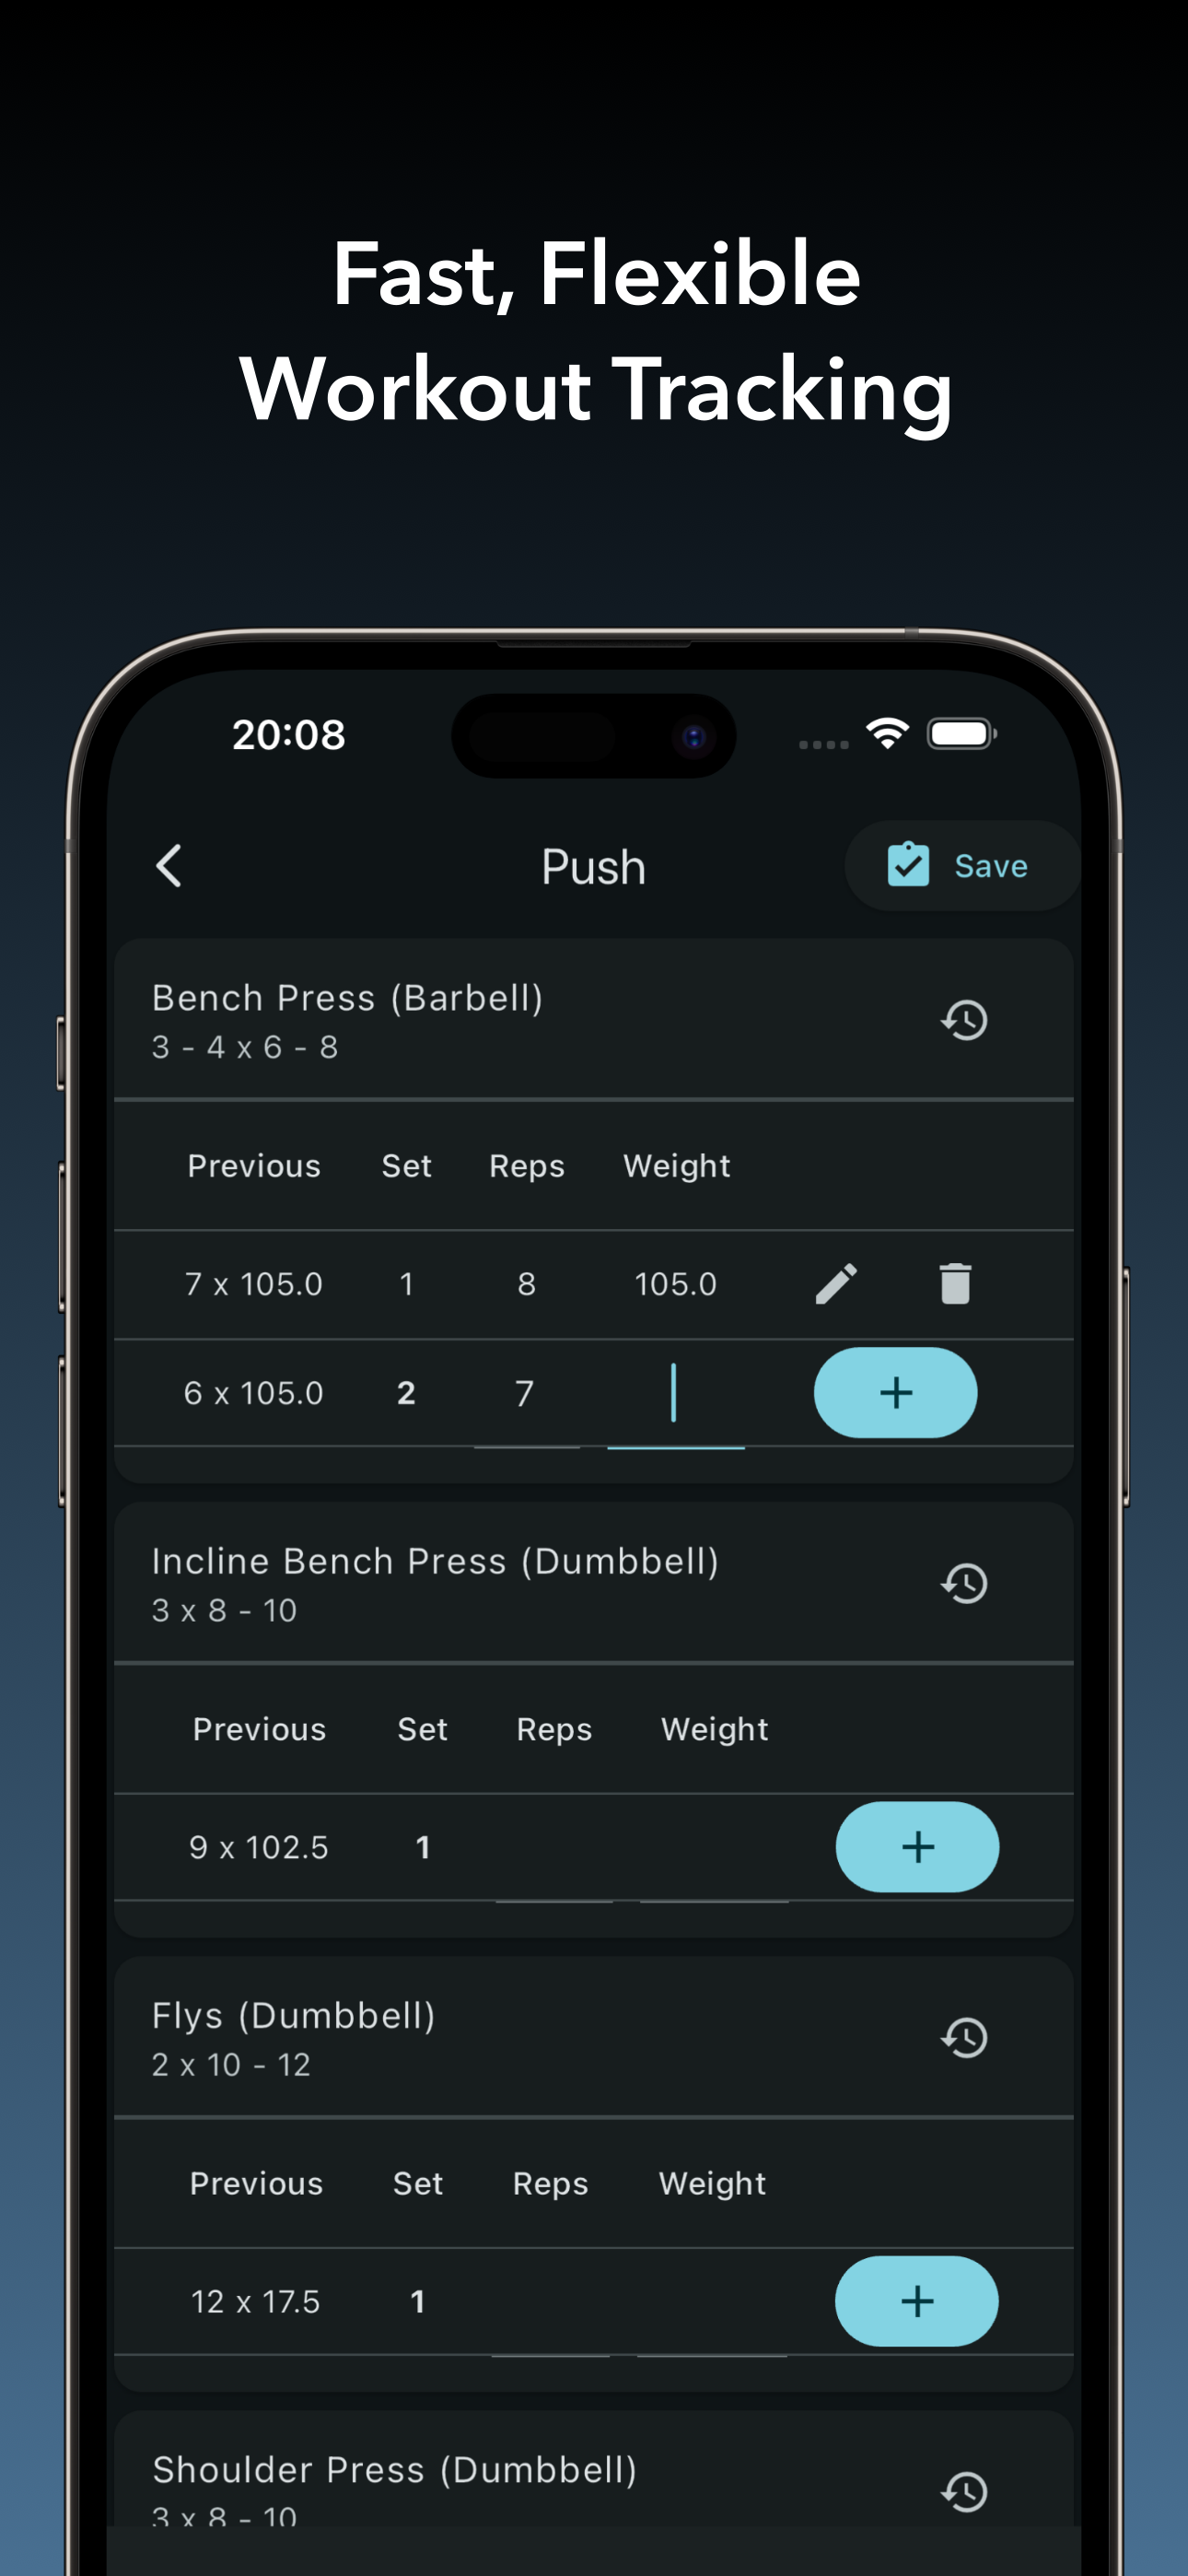 Fast, Flexible
Workout Tracking
20:08
Push
Save
Bench Press (Barbell)
3 - 4 x 6 - 8
Previous Set Reps Weight
7 x 105.0 1 8 105.0
6 x 105.0 2 7
Incline Bench Press (Dumbbell)
3 x 8 - 10
Previous Set Reps Weight
9 x 102.5 1
Flys (Dumbbell)
2 x 10 - 12
Previous Set Reps Weight
12 x 17.5 1
Shoulder Press (Dumbbell)
3 x 8 - 10